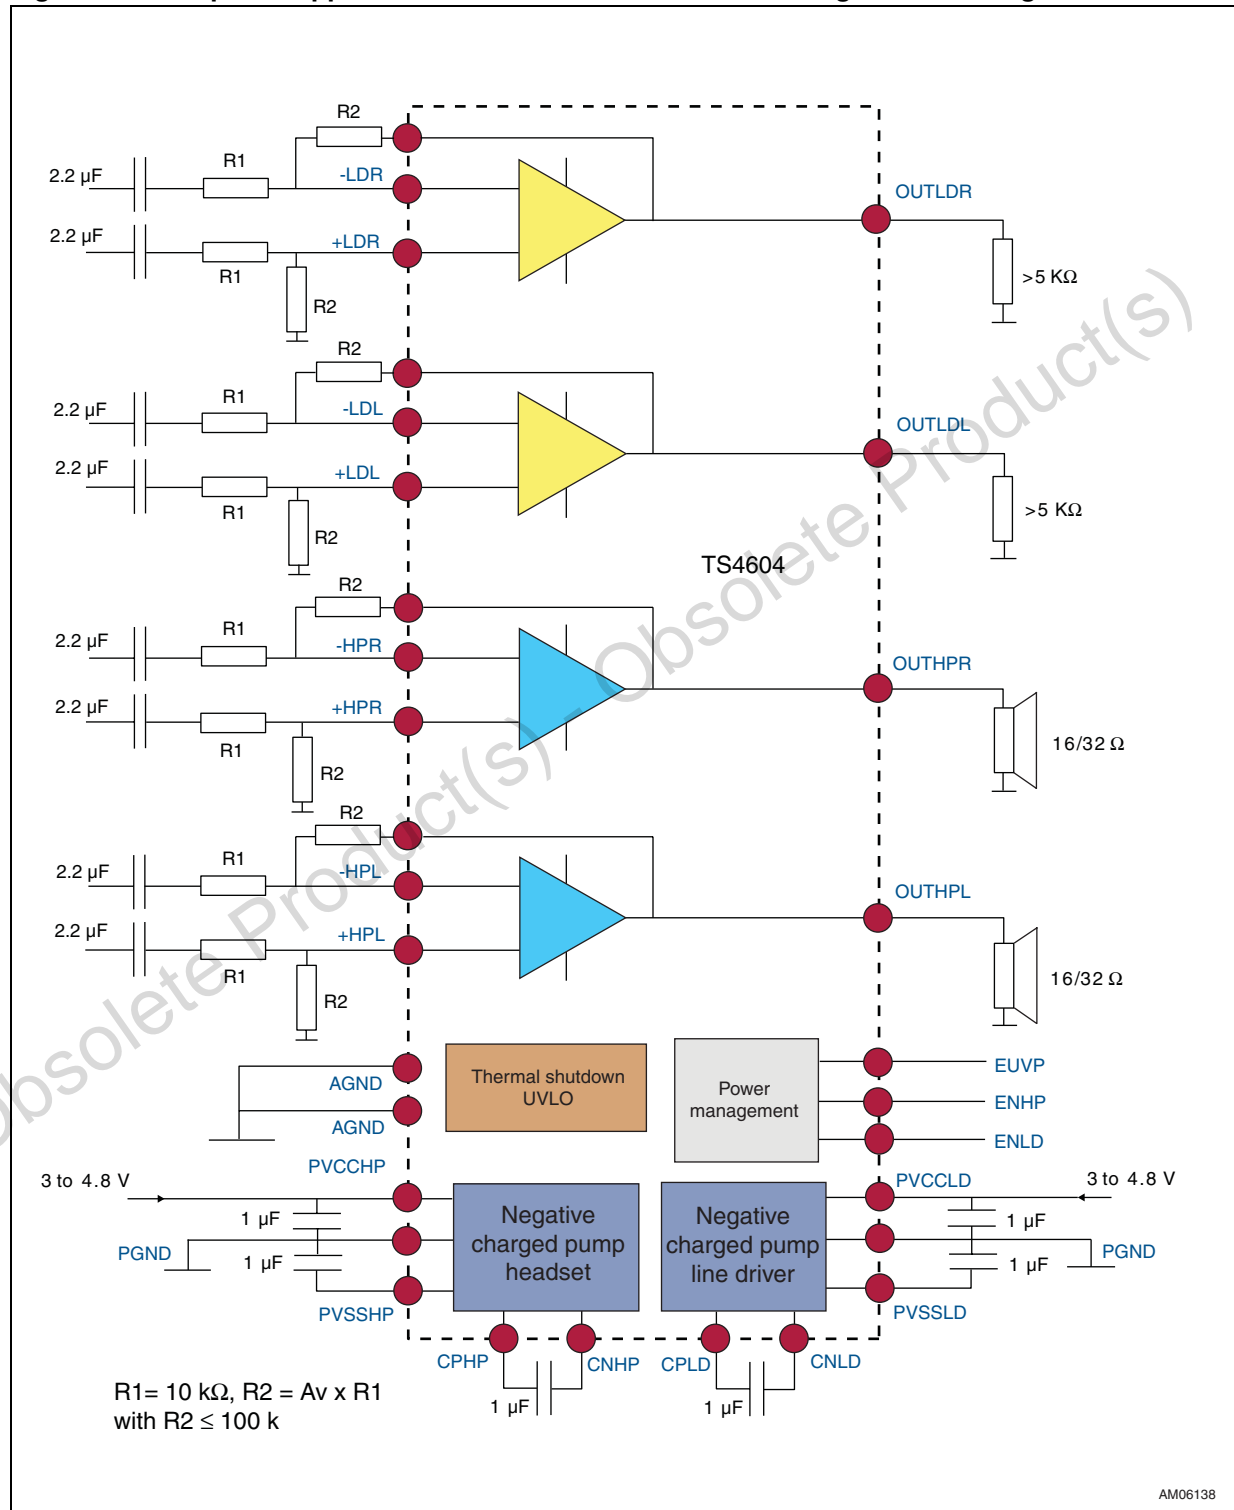 R2
R1
2.2 µF
-LDR
OUTLDR
2.2 µF
+LDR
R1
R2
>5 KΩ
R2
R1
2.2 µF
-LDL
OUTLDL
2.2 µF
+LDL
R1
R2
>5 KΩ
TS4604
R2
R1
2.2 µF
-HPR
OUTHPR
2.2 µF
+HPR
R1
R2
16/32 Ω
R2
R1
2.2 µF
-HPL
OUTHPL
2.2 µF
+HPL
R1
R2
16/32 Ω
AGND
AGND
Thermal shutdown
UVLO
Power
management
EUVP
ENHP
ENLD
PVCCHP
3 to 4.8 V
1 µF
PGND
1 µF
PVSSHP
Negative
charged pump
headset
Negative
charged pump
line driver
PVCCLD
3 to 4.8 V
1 µF
PGND
1 µF
PVSSLD
CPHP
CNHP
CPLD
CNLD
1 µF
1 µF
R1= 10 kΩ, R2 = Av x R1
with R2 ≤ 100 k
AM06138
Obsolete Product(s) - Obsolete Product(s)